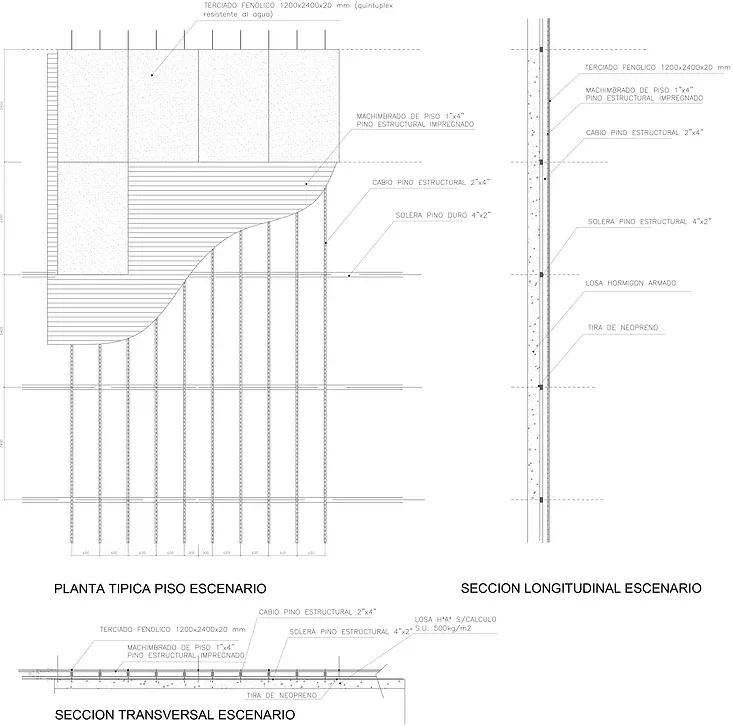 TERCIADO FENOLICO 1200x2400x20 mm (quintuplex
resistente al agua)
MACHIMBRADO DE PISO 1"x4"
PINO ESTRUCTURAL IMPREGNADO
CABIO PINO ESTRUCTURAL 2"x4"
SOLERA PINO DURO 4"x2"
PLANTA TIPICA PISO ESCENARIO
TERCIADO FENOLICO 1200x2400x20 mm
MACHIMBRADO DE PISO 1"x4"
PINO ESTRUCTURAL IMPREGNADO
CABIO PINO ESTRUCTURAL 2"x4"
SOLERA PINO ESTRUCTURAL 4"x2"
LOSA HORMIGON ARMADO
TIRA DE NEOPRENO
SECCION LONGITUDINAL ESCENARIO
CABIO PINO ESTRUCTURAL 2"x4"
LOSA HºAº S/CALCULO
S.U. 500kg/m2
TERCIADO FENOLICO 1200x2400x20 mm
SOLERA PINO ESTRUCTURAL 4"x2"
MACHIMBRADO DE PISO 1"x4"
PINO ESTRUCTURAL IMPREGNADO
TIRA DE NEOPRENO
SECCION TRANSVERSAL ESCENARIO